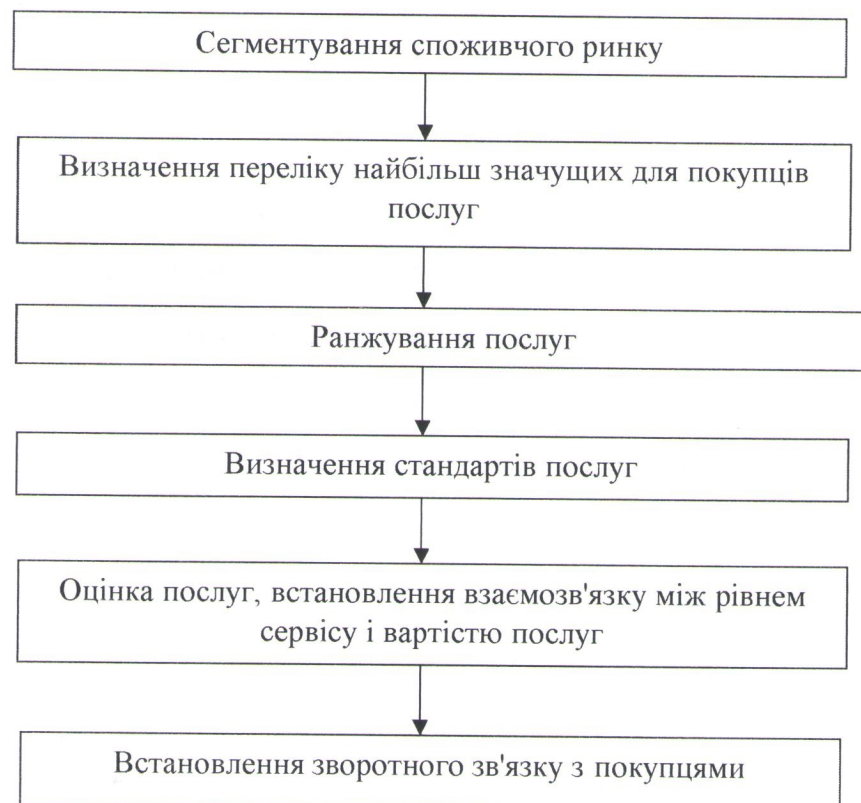 Сегментування споживчого ринку
Визначення переліку найбільш значущих для покупців
послуг
Ранжування послуг
Визначення стандартів послуг
Оцінка послуг, встановлення взаємозв'язку між рівнем
сервісу і вартістю послуг
Встановлення зворотного зв'язку з покупцями